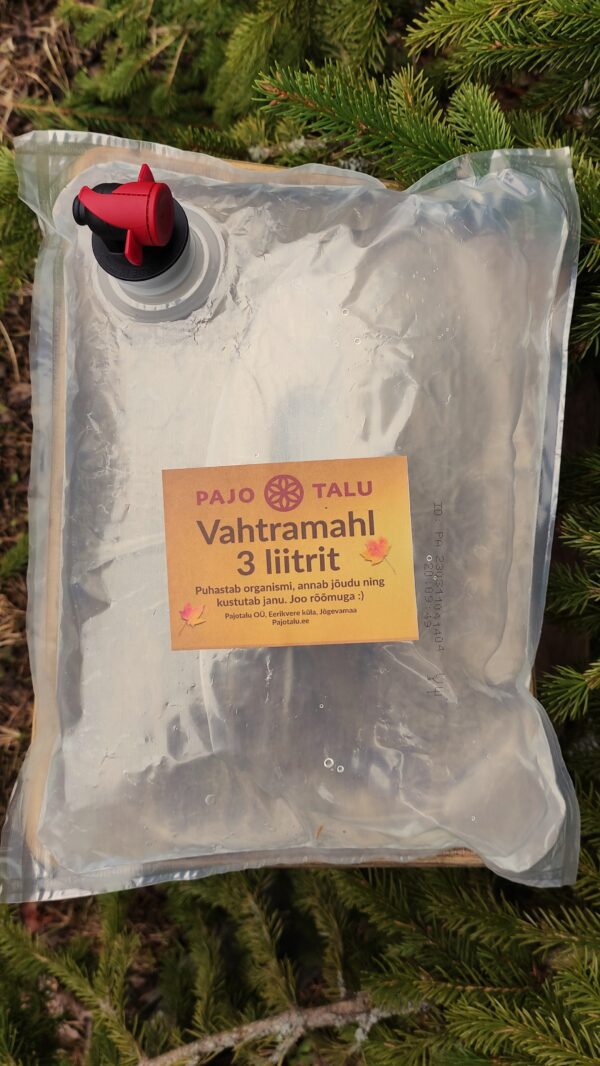 PAJO TALU
Vahtramahl
3 liitrit
Puhastab organismi, annab jõudu ning
kustutab janu. Joo rõõmuga :)
Pajotalu OÜ, Eerikvere küla, Jõgevamaa
Pajotalu.ee